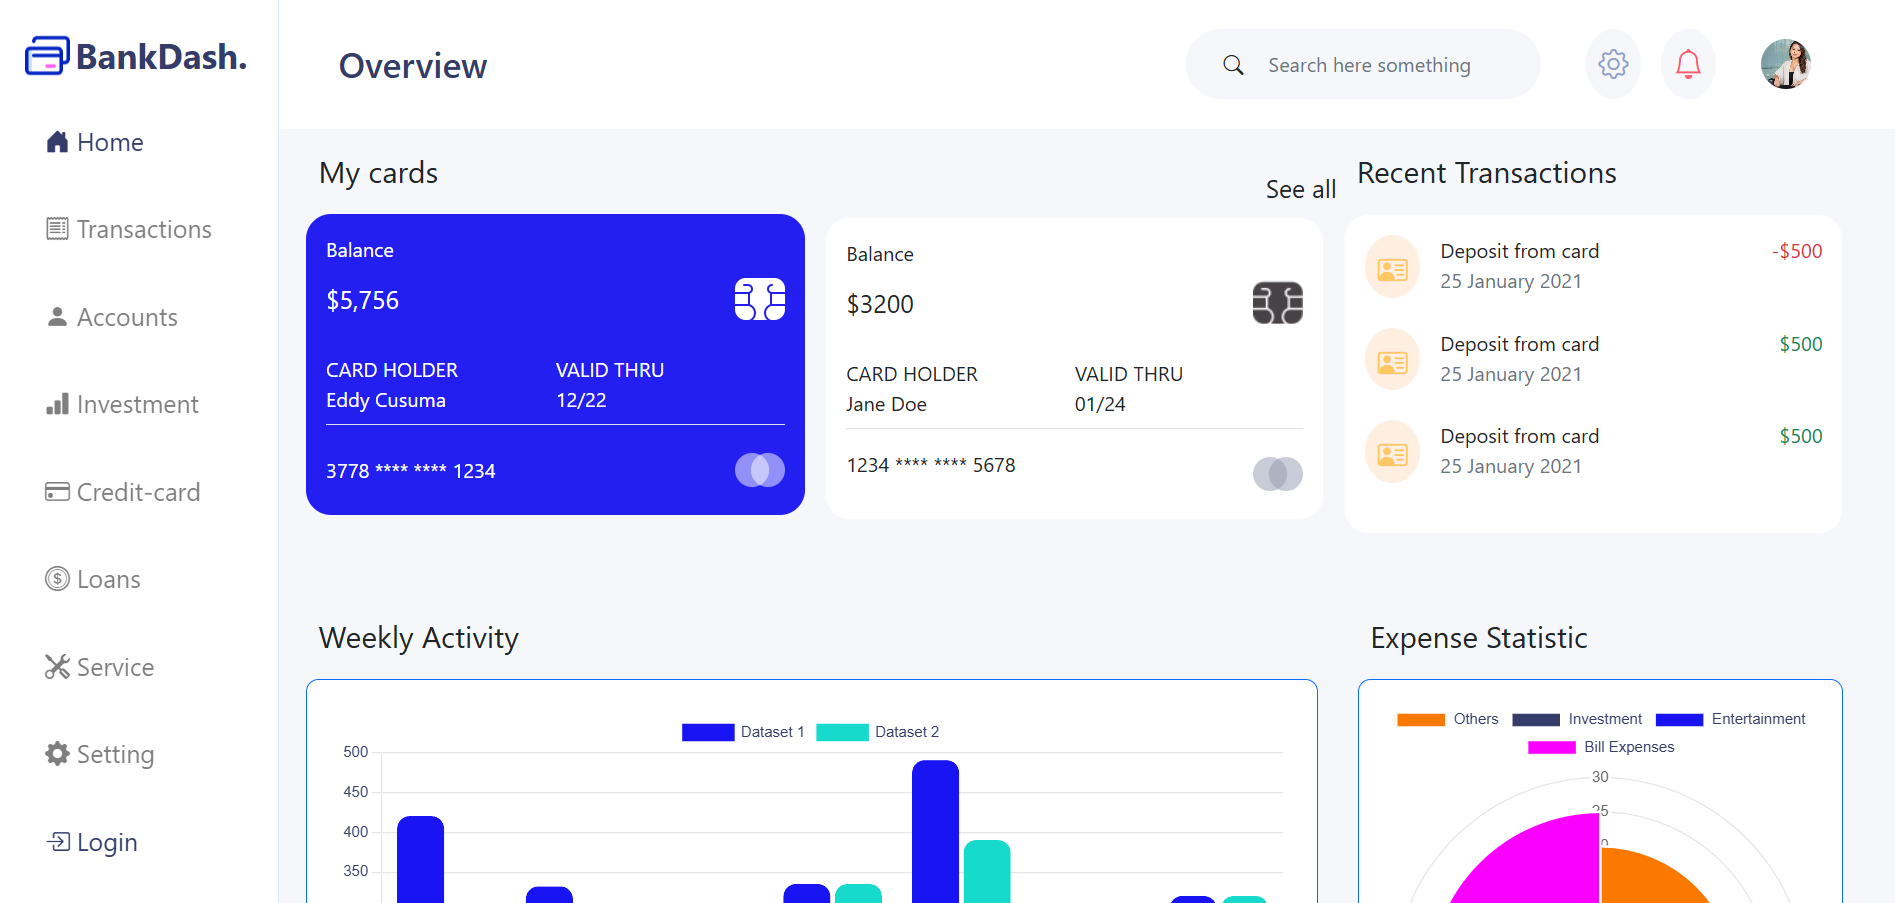 BankDash.
Home
Transactions
Accounts
Investment
Credit-card
Loans
Service
Setting
Login
Overview
Search here something
My cards
See all
Balance
$5,756
CARD HOLDER VALID THRU
Eddy Cusuma 12/22
3778 **** **** 1234
Balance
$3200
CARD HOLDER VALID THRU
Jane Doe 01/24
1234 **** **** 5678
Recent Transactions
Deposit from card -$500
25 January 2021
Deposit from card $500
25 January 2021
Deposit from card $500
25 January 2021
Weekly Activity
Dataset 1 Dataset 2
500
450
400
350
Expense Statistic
Others Investment Entertainment
Bill Expenses
30
25